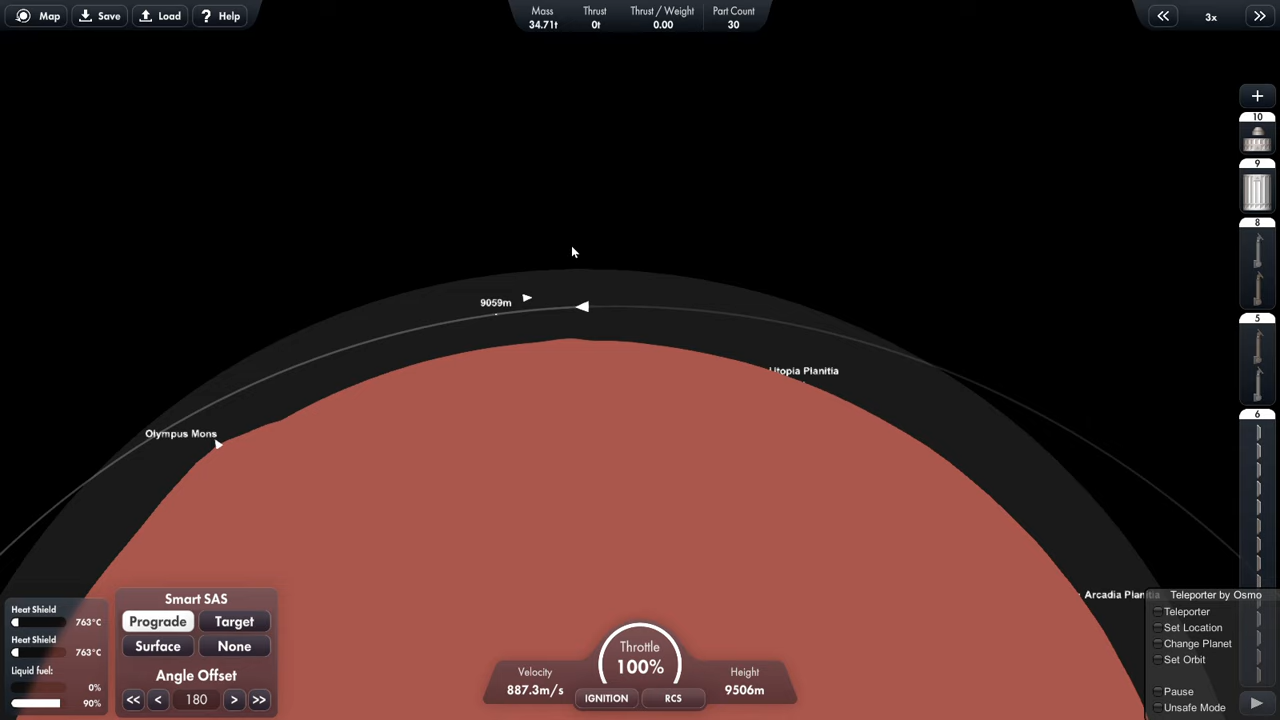 Map
Save
Load
Help
Mass
34.71t
Thrust
0t
Thrust / Weight
0.00
Part Count
30
3x
10
9
8
5
6
9059m
Utopia Planitia
Olympus Mons
Arcadia Planitia
Heat Shield
763°C
Heat Shield
763°C
Liquid fuel:
0%
90%
Smart SAS
Prograde
Target
Surface
None
Angle Offset
<< < 180 > >>
Throttle
100%
Velocity
887.3m/s
Height
9506m
IGNITION
RCS
Teleporter by Osmo
Teleporter
Set Location
Change Planet
Set Orbit
Pause
Unsafe Mode